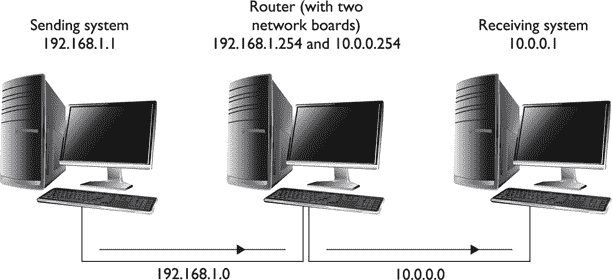 Sending system
192.168.1.1
Router (with two
network boards)
192.168.1.254 and 10.0.0.254
Receiving system
10.0.0.1
192.168.1.0
10.0.0.0